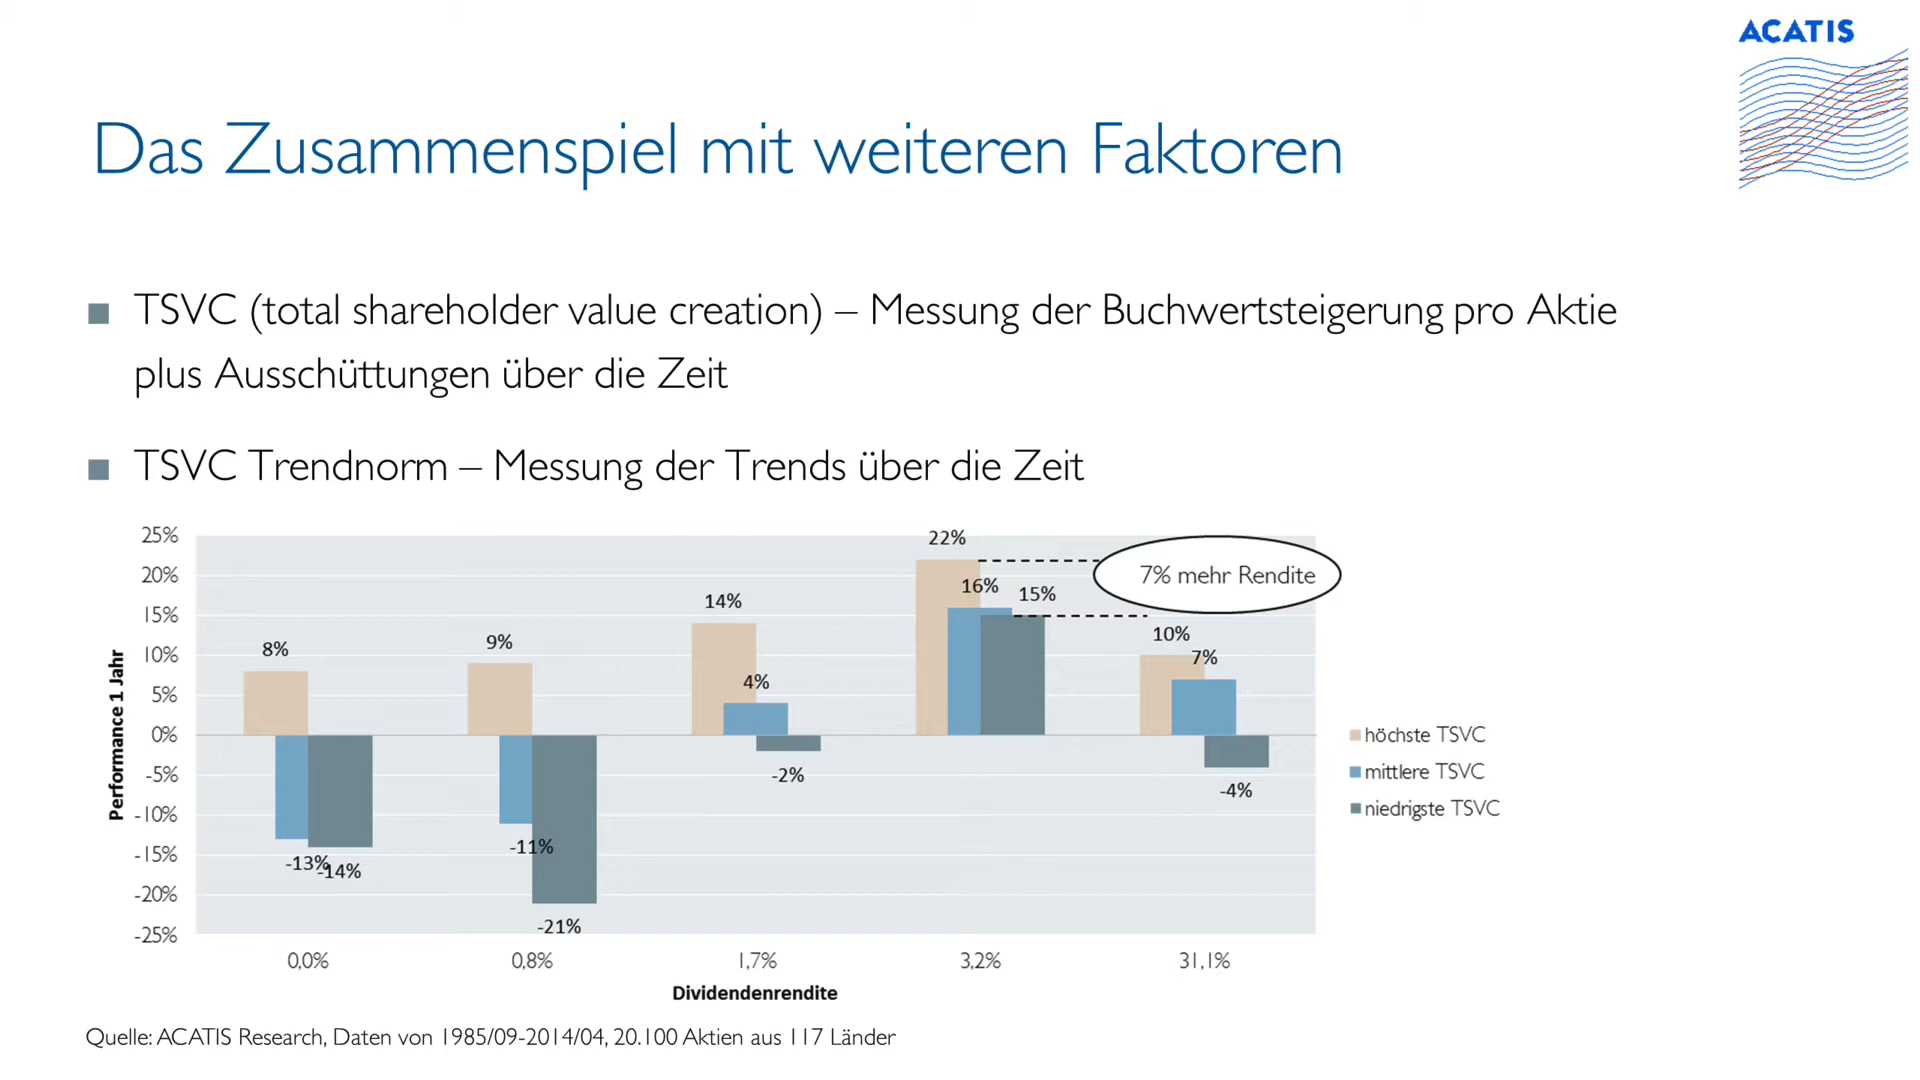 ACATIS
Das Zusammenspiel mit weiteren Faktoren
TSVC (total shareholder value creation) – Messung der Buchwertsteigerung pro Aktie
plus Ausschüttungen über die Zeit
TSVC Trendnorm – Messung der Trends über die Zeit
Performance 1 Jahr
25%
20%
15%
10%
5%
0%
-5%
-10%
-15%
-20%
-25%
8%
-13%
-14%
9%
-11%
-21%
14%
4%
-2%
22%
16%
15%
10%
7%
-4%
7% mehr Rendite
höchste TSVC
mittlere TSVC
niedrigste TSVC
0,0%
0,8%
1,7%
3,2%
31,1%
Dividendenrendite
Quelle: ACATIS Research, Daten von 1985/09-2014/04, 20.100 Aktien aus 117 Länder